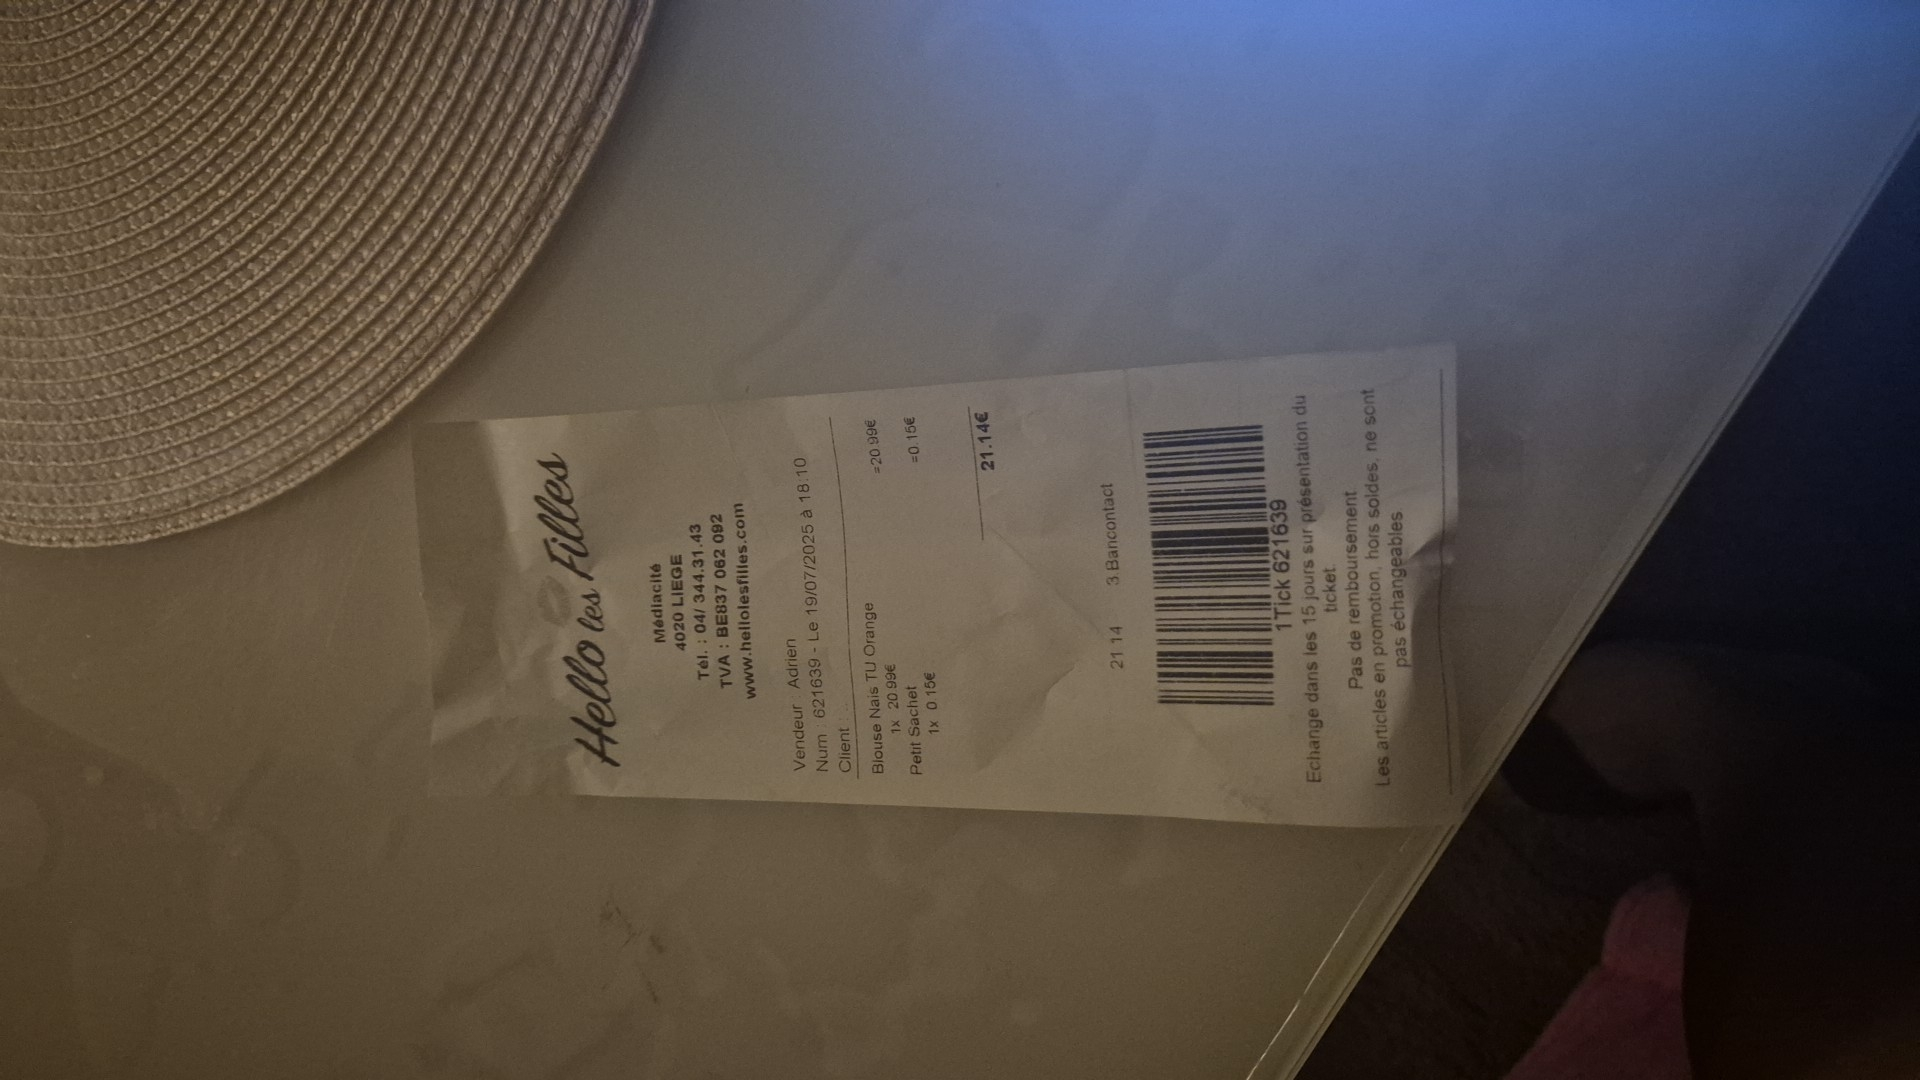 Hello les Filles
Médiacité
4020 LIEGE
Tél. : 04/ 344.31.43
TVA : BE837 062 092
www.hellolesfilles.com
Vendeur : Adrien
Num : 621639 - Le 19/07/2025 à 18:10
Client : ...
Blouse Nais TU Orange =20.99€
1x 20.99€
Petit Sachet =0.15€
1x 0.15€
21.14€
21.14 3.Bancontact
1Tick 621639
Echange dans les 15 jours sur présentation du
ticket.
Pas de remboursement
Les articles en promotion, hors soldes, ne sont
pas échangeables